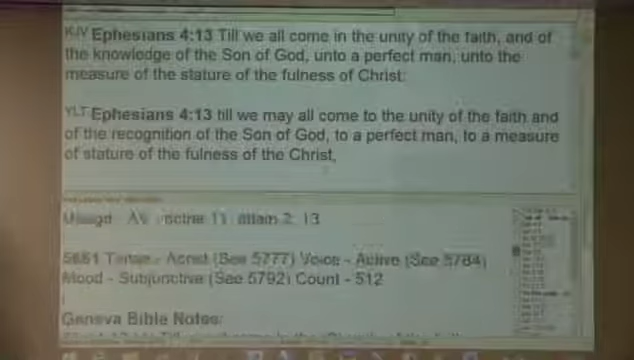 KJV Ephesians 4:13 Till we all come in the unity of the faith, and of
the knowledge of the Son of God, unto a perfect man, unto the
measure of the stature of the fulness of Christ:
YLT Ephesians 4:13 till we may all come to the unity of the faith and
of the recognition of the Son of God, to a perfect man, to a measure
of stature of the fulness of the Christ,
11, attain 2; 13
5661 Tense - Aorist (See 5777) Voice - Active (See 5784)
Mood - Subjunctive (See 5792) Count - 512
Geneva Bible Notes: